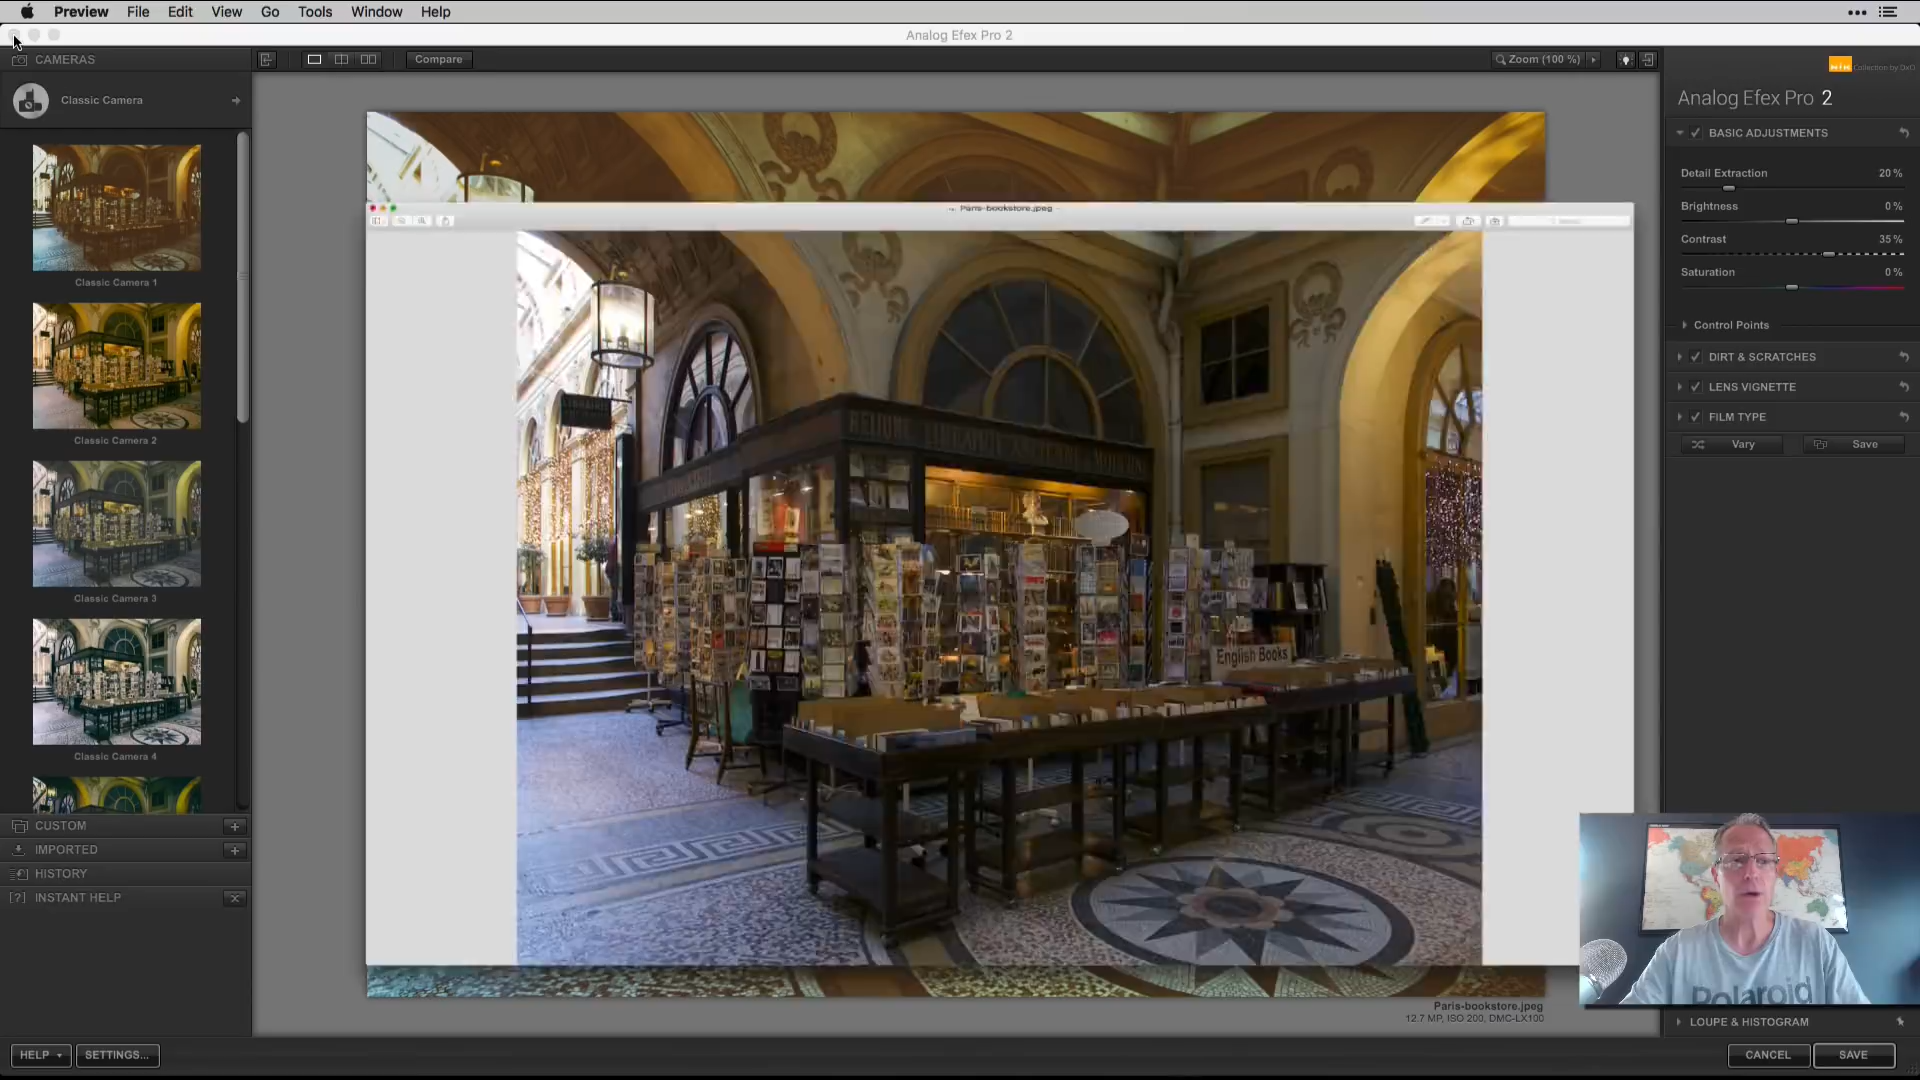 Preview File Edit View Go Tools Window Help
Analog Efex Pro 2
CAMERAS
Compare
Zoom (100 %)
Collection by DxO
Classic Camera
Analog Efex Pro 2
BASIC ADJUSTMENTS
Detail Extraction 20 %
Brightness 0 %
Contrast 35 %
Saturation 0 %
Control Points
DIRT & SCRATCHES
LENS VIGNETTE
FILM TYPE
Vary Save
Classic Camera 1
Classic Camera 2
Classic Camera 3
Classic Camera 4
Paris-bookstore.jpeg
English Books
CUSTOM
IMPORTED
HISTORY
[?] INSTANT HELP
Polaroid
Paris-bookstore.jpeg
12.7 MP, ISO 200, DMC-LX100
LOUPE & HISTOGRAM
HELP SETTINGS...
CANCEL SAVE